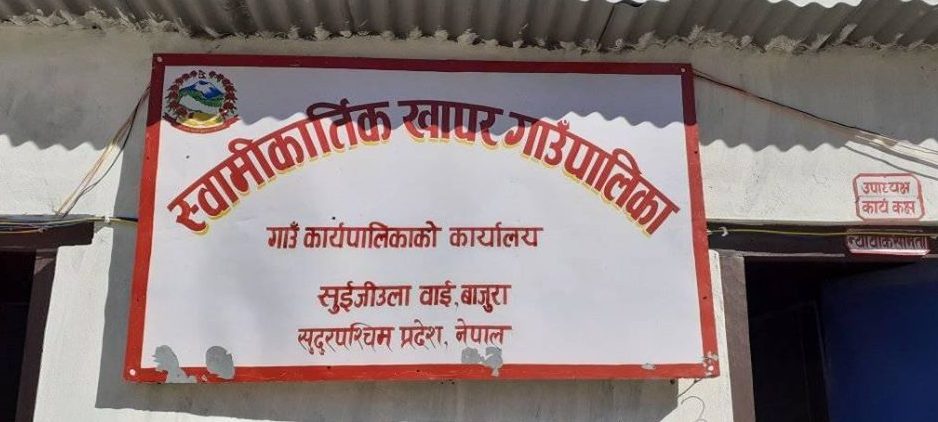 स्वामीकार्तिक खापर गाउँपालिका
गाउँ कार्यपालिकाको कार्यालय
सुईजीउला वाई, बाजुरा
सुदुरपश्चिम प्रदेश, नेपाल
उपाध्यक्ष
कार्य कक्ष